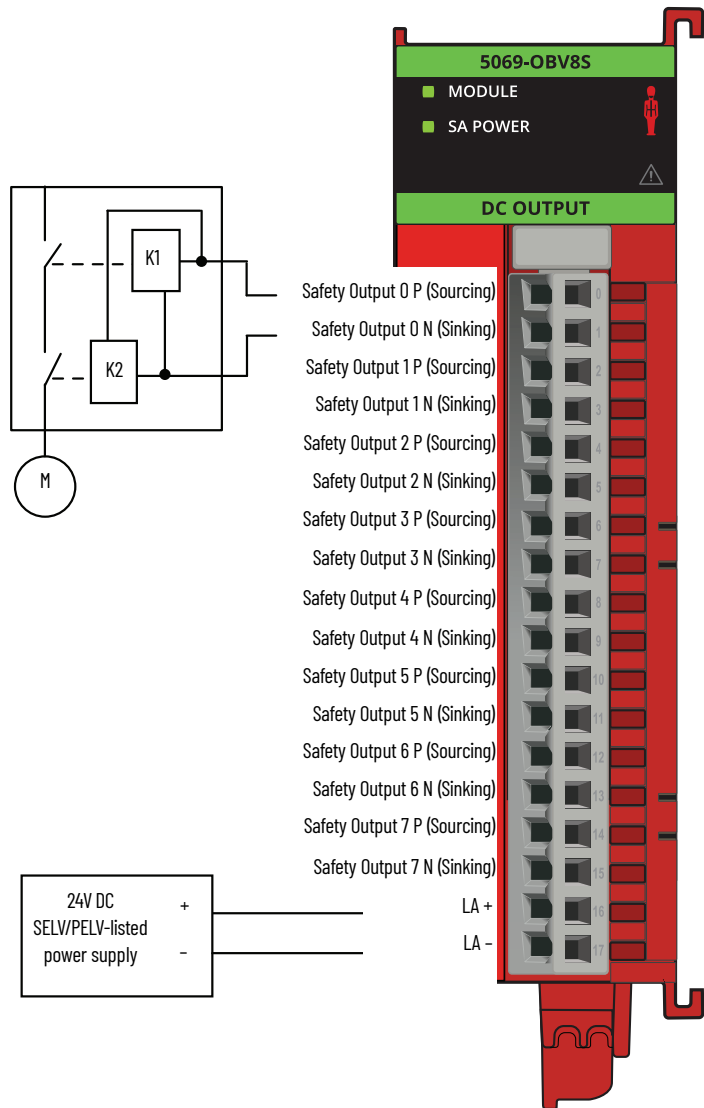 5069-OBV8S
MODULE
SA POWER
DC OUTPUT
K1
K2
M
Safety Output 0 P (Sourcing)
Safety Output 0 N (Sinking)
Safety Output 1 P (Sourcing)
Safety Output 1 N (Sinking)
Safety Output 2 P (Sourcing)
Safety Output 2 N (Sinking)
Safety Output 3 P (Sourcing)
Safety Output 3 N (Sinking)
Safety Output 4 P (Sourcing)
Safety Output 4 N (Sinking)
Safety Output 5 P (Sourcing)
Safety Output 5 N (Sinking)
Safety Output 6 P (Sourcing)
Safety Output 6 N (Sinking)
Safety Output 7 P (Sourcing)
Safety Output 7 N (Sinking)
LA +
LA –
0
1
2
3
4
5
6
7
8
9
10
11
12
13
14
15
16
17
24V DC
SELV/PELV-listed
power supply
+
–